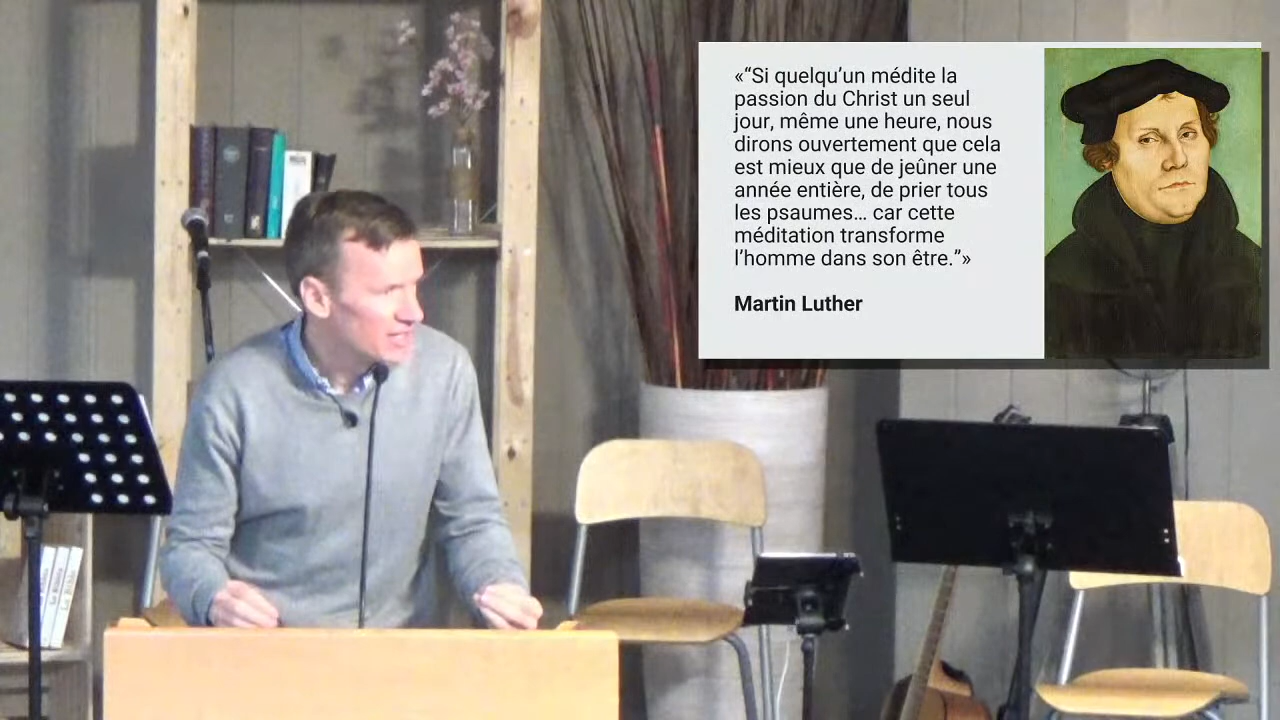 «“Si quelqu’un médite la
passion du Christ un seul
jour, même une heure, nous
dirons ouvertement que cela
est mieux que de jeûner une
année entière, de prier tous
les psaumes… car cette
méditation transforme
l’homme dans son être.”»
Martin Luther
La Bible